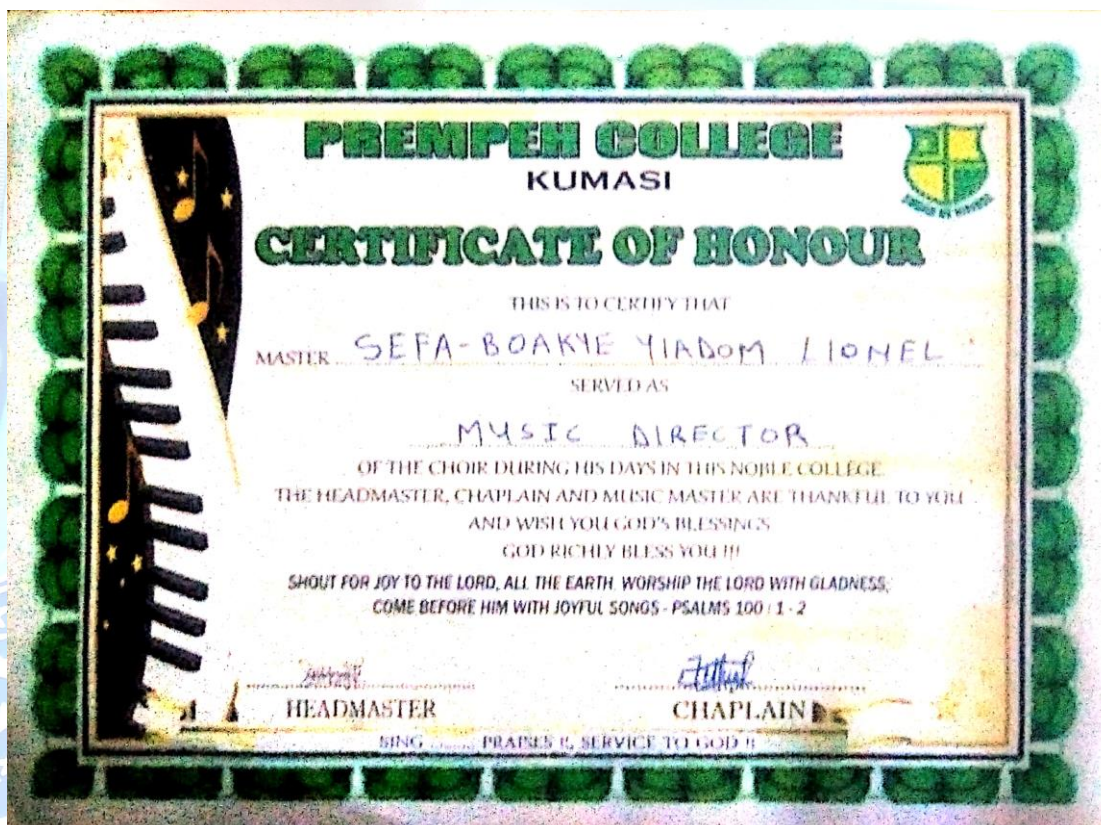 PREMPEH COLLEGE
KUMASI
CERTIFICATE OF HONOUR
THIS IS TO CERTIFY THAT
MASTER SEFA-BOAKYE YIADOM LIONEL
SERVED AS
MUSIC DIRECTOR
OF THE CHOIR DURING HIS DAYS IN THIS NOBLE COLLEGE
THE HEADMASTER, CHAPLAIN AND MUSIC MASTER ARE THANKFUL TO YOU
AND WISH YOU GOD'S BLESSINGS
GOD RICHLY BLESS YOU !!!
SHOUT FOR JOY TO THE LORD, ALL THE EARTH. WORSHIP THE LORD WITH GLADNESS,
COME BEFORE HIM WITH JOYFUL SONGS - PSALMS 100 : 1 - 2
HEADMASTER CHAPLAIN
SING ........ PRAISES !!, SERVICE TO GOD !!